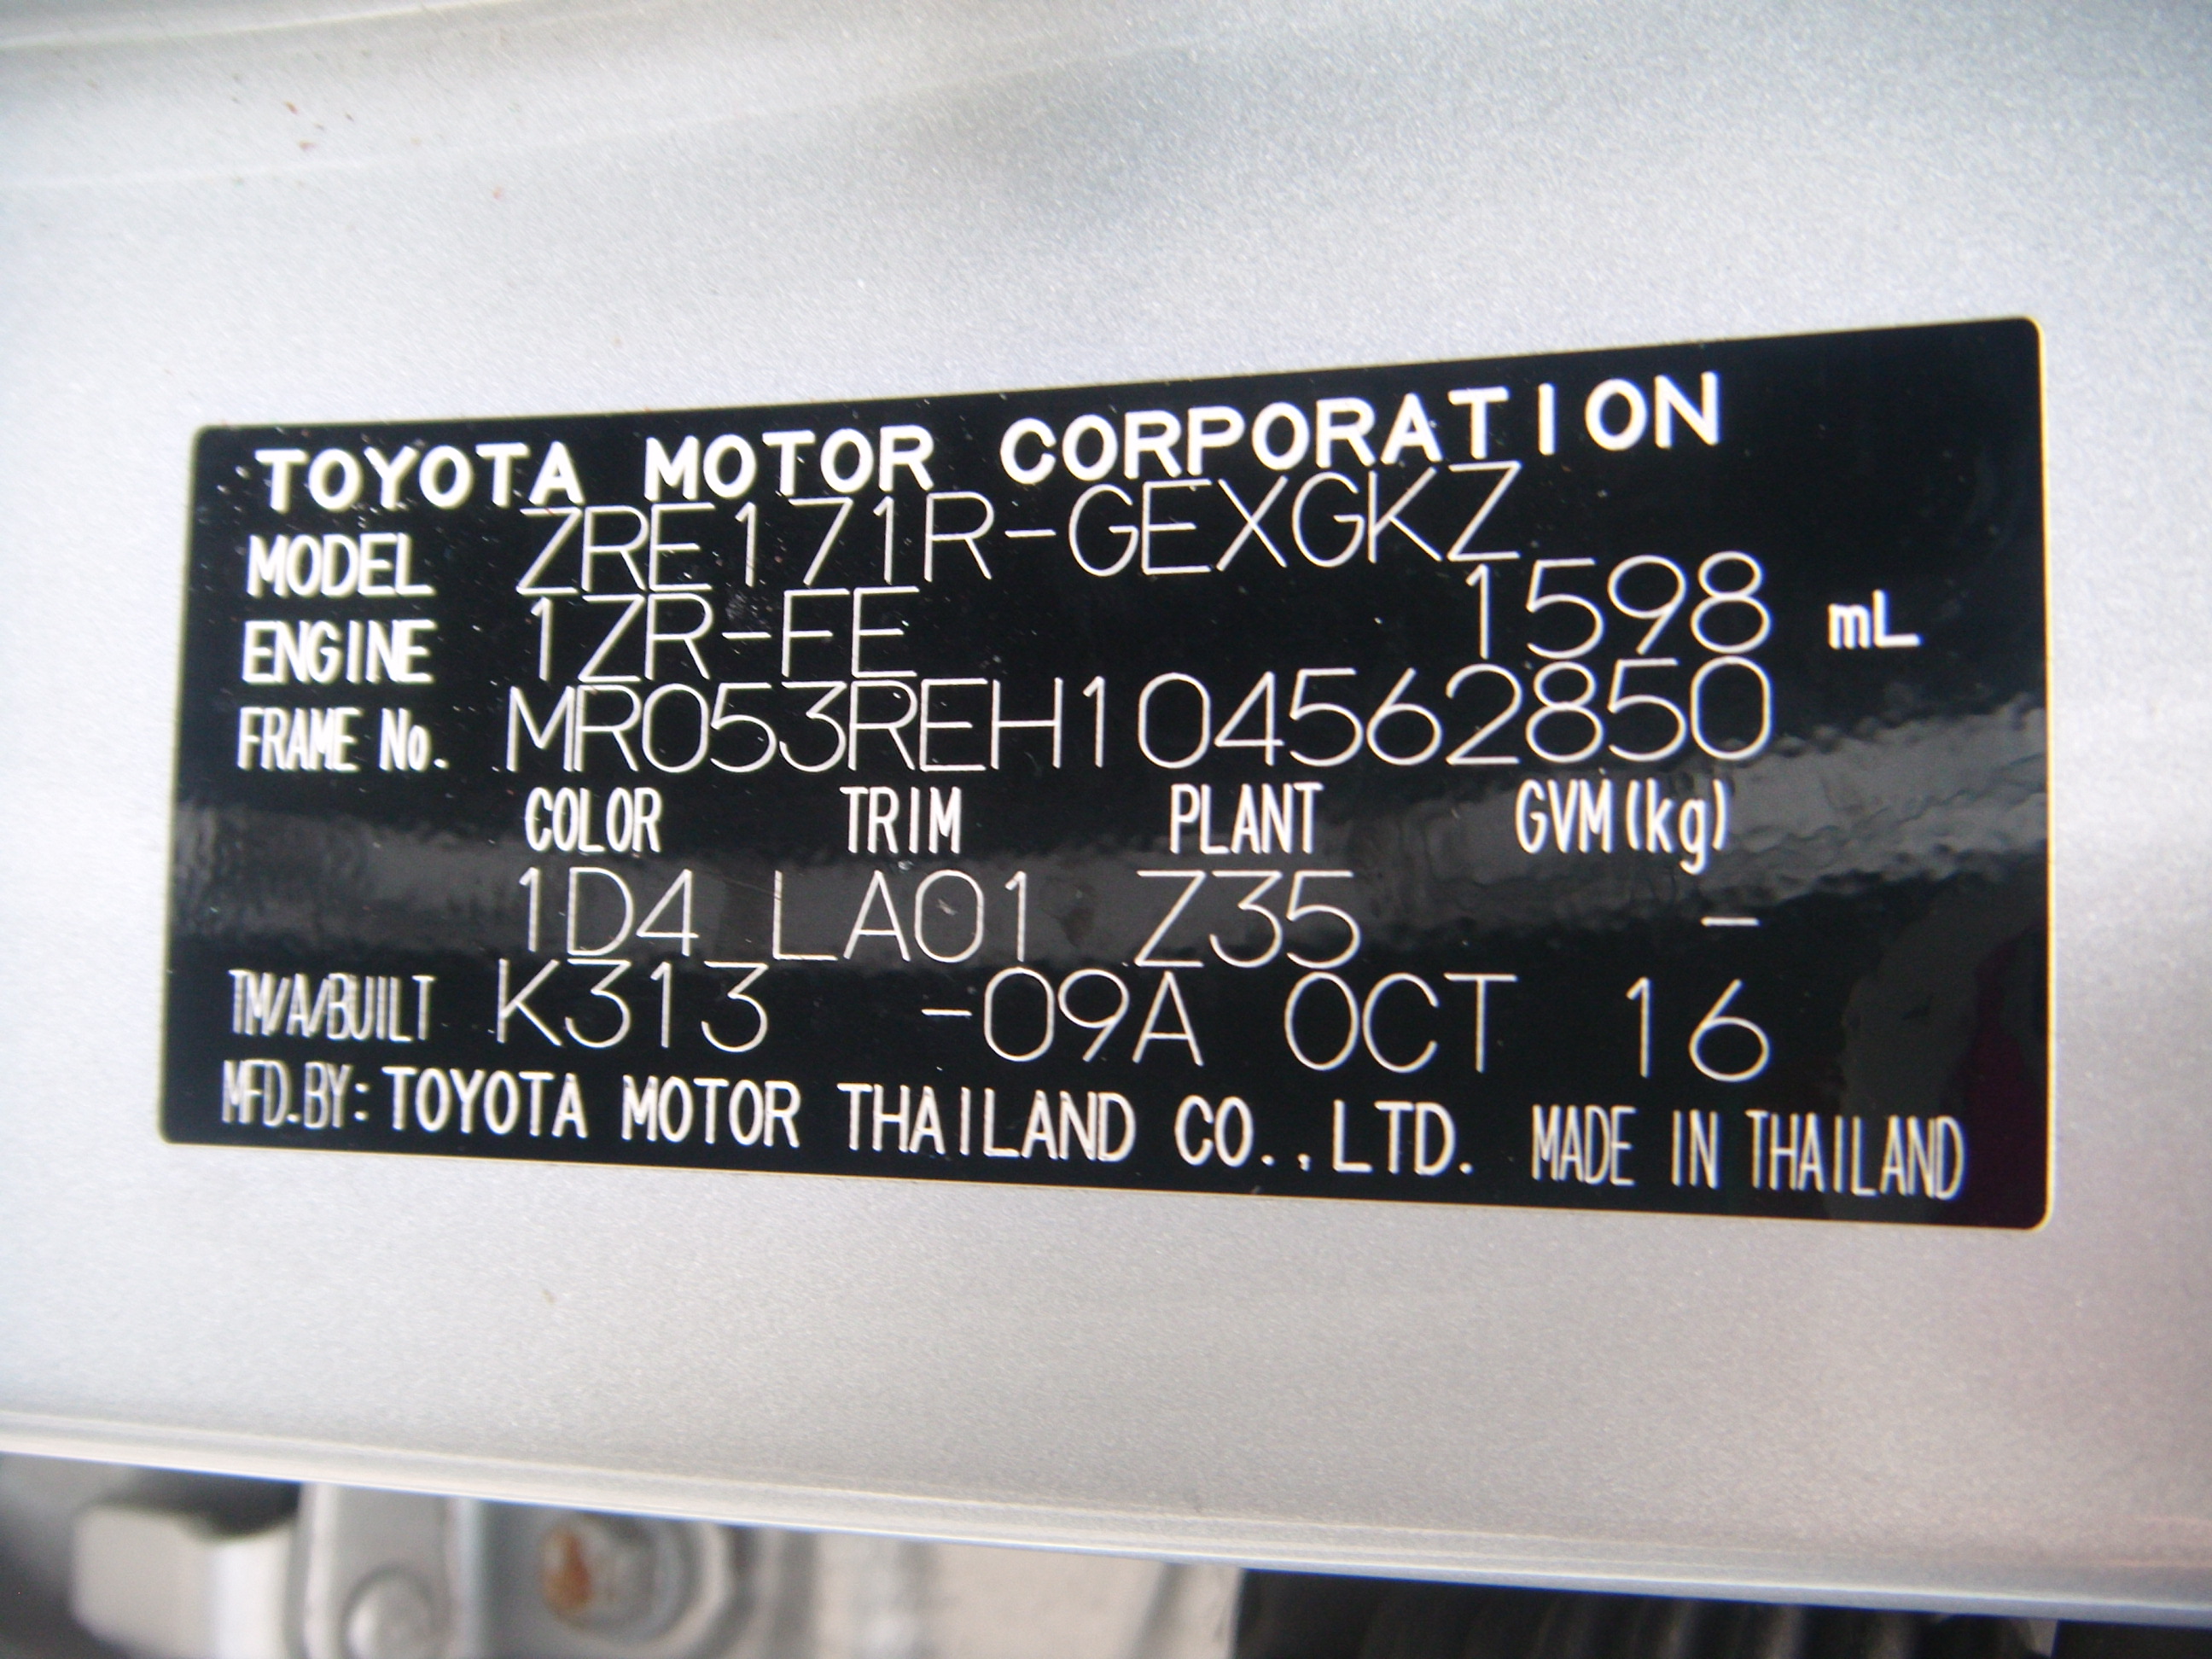 TOYOTA MOTOR CORPORATION
MODEL ZRE171R-GEXGKZ
ENGINE 1ZR-FE 1598 mL
FRAME No. MR053REH104562850
COLOR TRIM PLANT GVM(kg)
1D4 LA01 Z35 -
TM/A/BUILT K313 -09A OCT 16
MFD.BY: TOYOTA MOTOR THAILAND CO.,LTD. MADE IN THAILAND